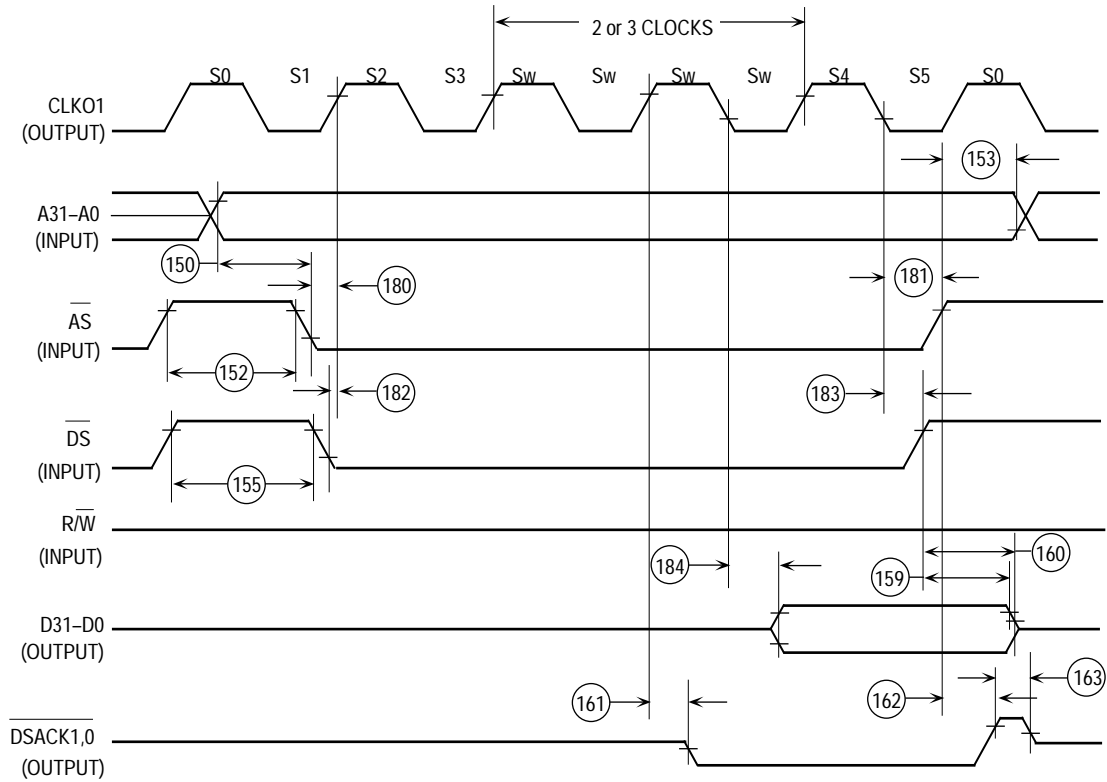 2 or 3 CLOCKS
S0 S1 S2 S3 Sw Sw Sw Sw S4 S5 S0
CLKO1
(OUTPUT)
153
A31–A0
(INPUT)
150
180
181
AS
(INPUT)
152
182
183
DS
(INPUT)
155
R/W
(INPUT)
184
160
159
D31–D0
(OUTPUT)
161
162
163
DSACK1,0
(OUTPUT)